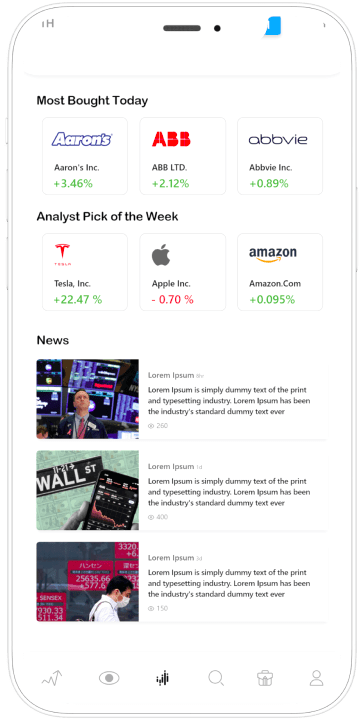 Most Bought Today
Aaron's
ABB
abbvie
Aaron's Inc.
ABB LTD.
Abbvie Inc.
+3.46%
+2.12%
+0.89%
Analyst Pick of the Week
TESLA
amazon
Tesla, Inc.
Apple Inc.
Amazon.Com
+22.47 %
- 0.70 %
+0.095%
News
Lorem Ipsum
Lorem Ipsum is simply dummy text of the print
and typesetting industry. Lorem Ipsum has been
the industry's standard dummy text ever
260
WALL ST
Lorem Ipsum 1d
Lorem Ipsum is simply dummy text of the print
and typesetting industry. Lorem Ipsum has been
the industry's standard dummy text ever
400
3320.
ハンセン
25635.66
+577.6
SENSEX
930.33
511.34
Lorem Ipsum 3d
Lorem Ipsum is simply dummy text of the print
and typesetting industry. Lorem Ipsum has been
the industry's standard dummy text ever
150